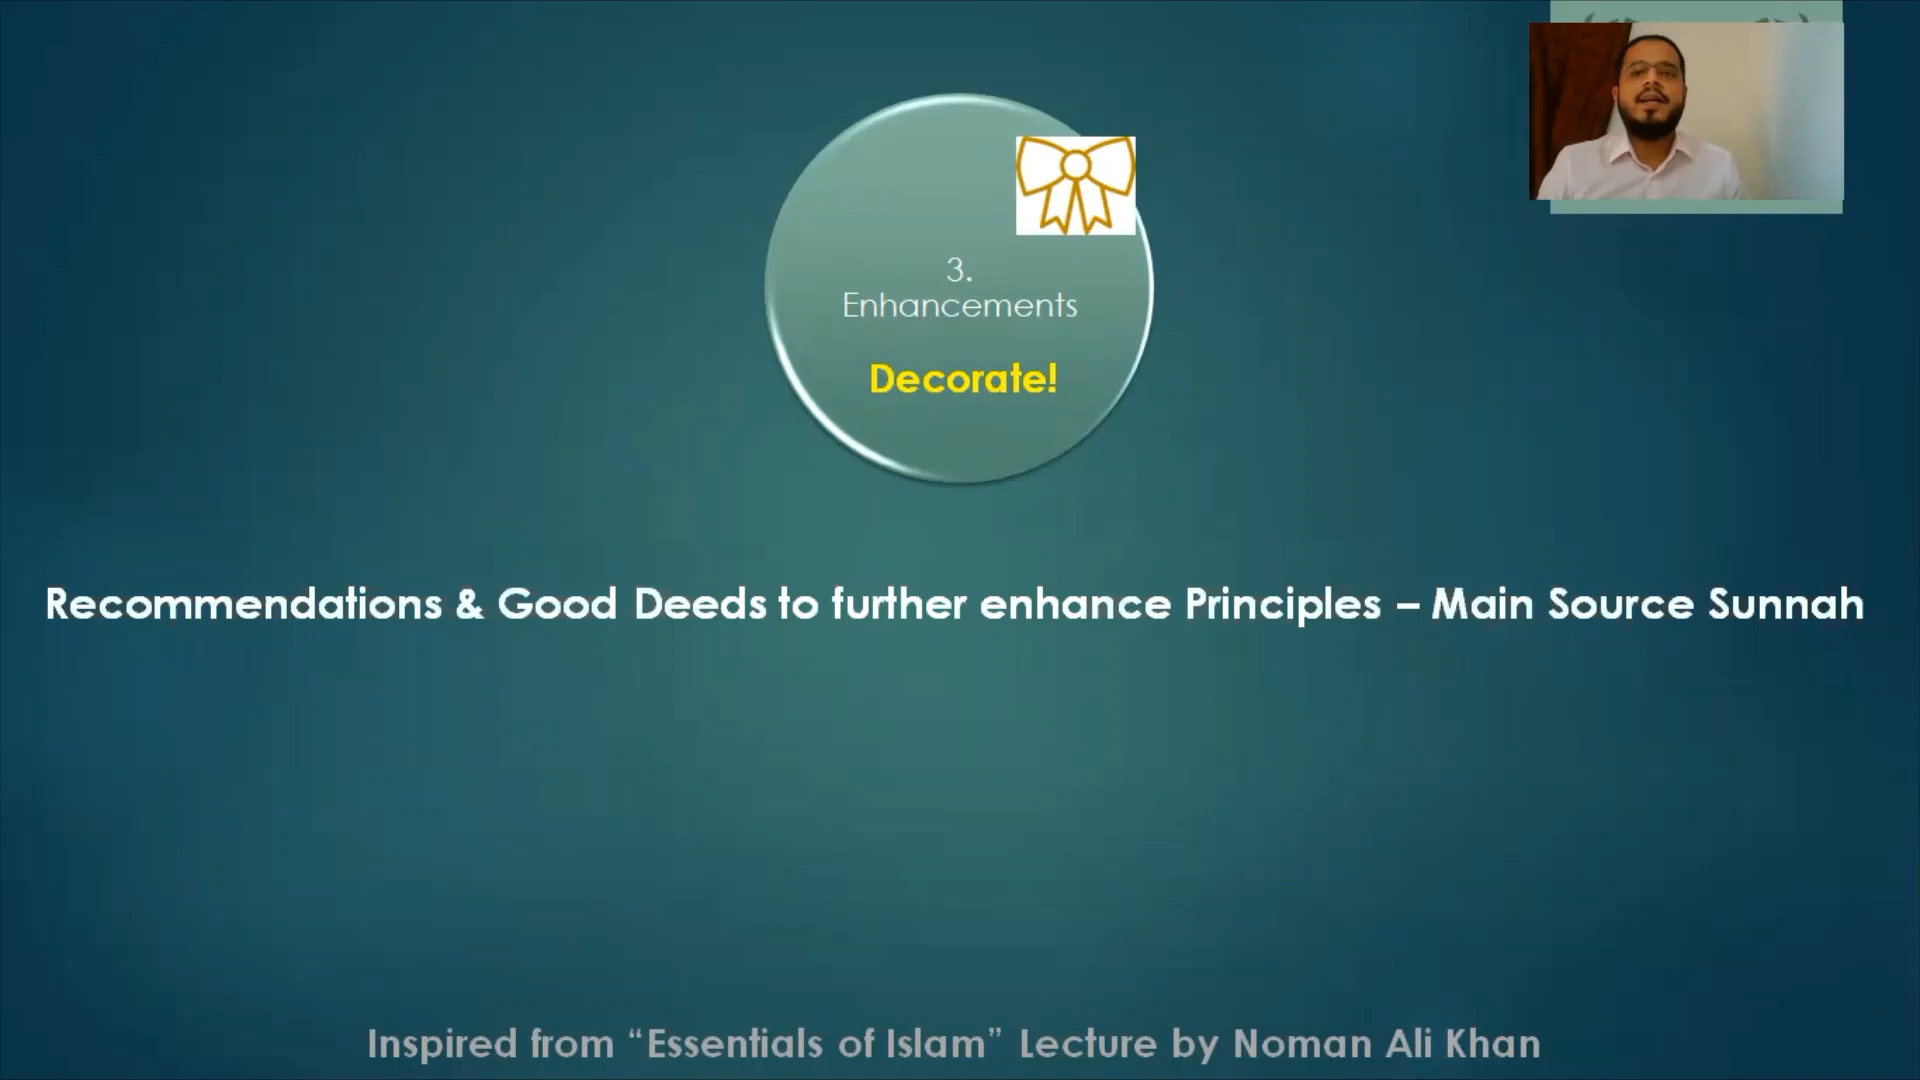 3.
Enhancements
Decorate!
Recommendations & Good Deeds to further enhance Principles – Main Source Sunnah
Inspired from “Essentials of Islam” Lecture by Noman Ali Khan